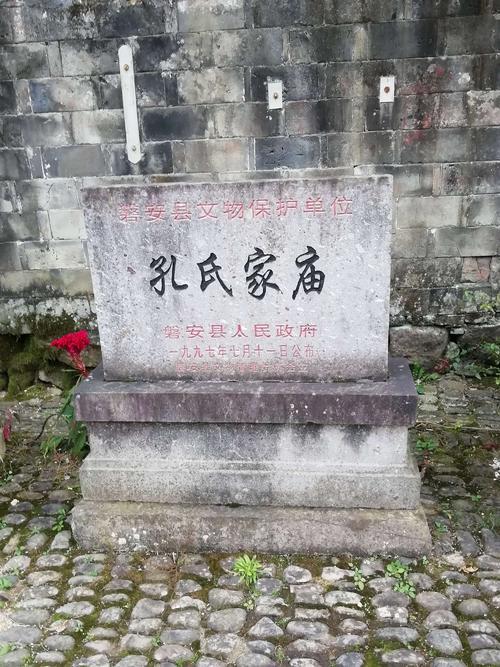 磐安县文物保护单位
孔氏家庙
磐安县人民政府
一九九七年七月十一日公布